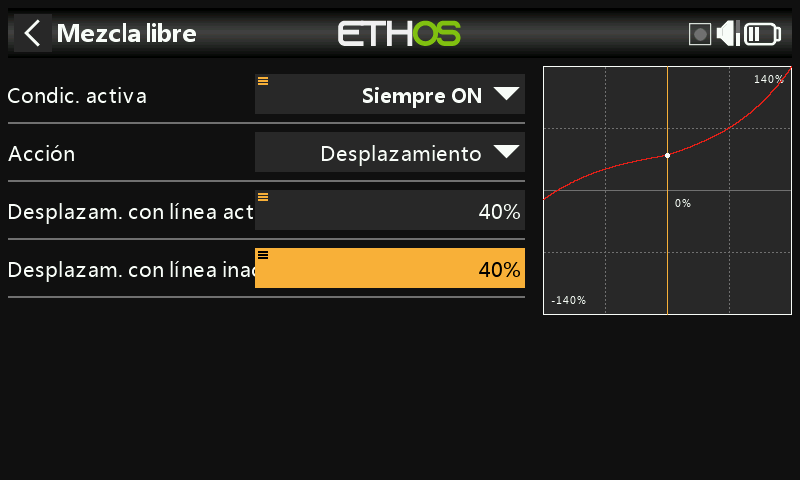 Mezcla libre
ETHOS
Condic. activa
Siempre ON
Acción
Desplazamiento
Desplazam. con línea act
40%
Desplazam. con línea inac
40%
140%
0%
-140%